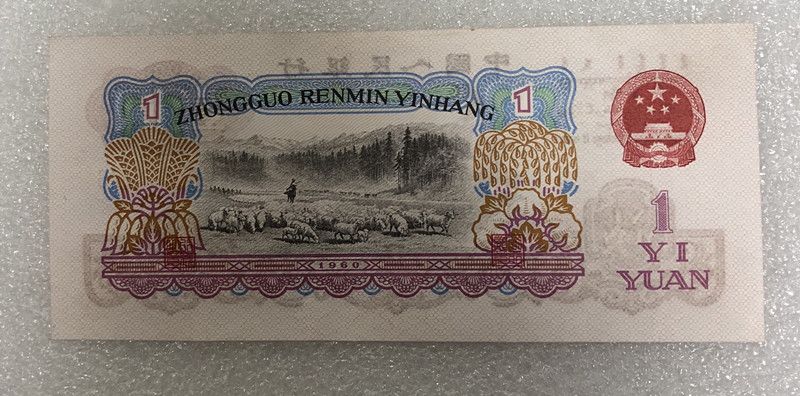 1
1
ZHONGGUO RENMIN YINHANG
1960
1
YI
YUAN